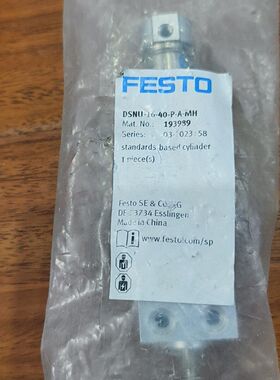 FESTO
DSNU-16-40-P-A-MH
Mat. No.: 193989
Series:
standards-based cylinder
1 piece(s)
Festo SE & Co. KG
Esslingen
Made in China
www.festo.com/sp